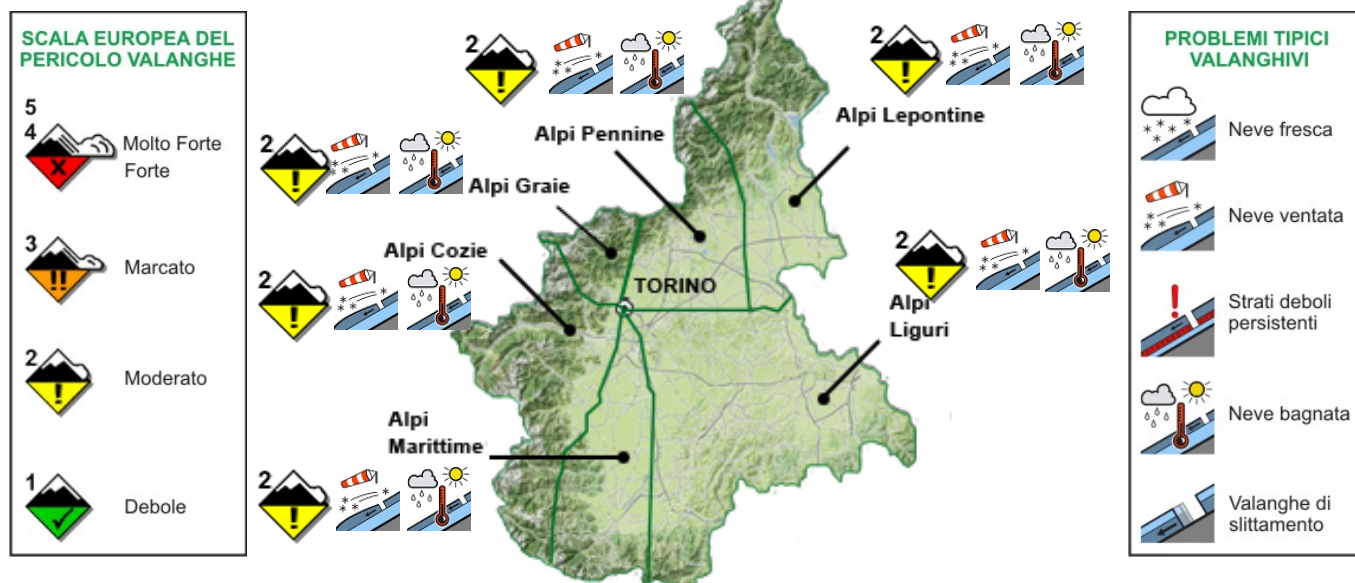 SCALA EUROPEA DEL
PERICOLO VALANGHE
5
4
Molto Forte
Forte
X
3
!!
Marcato
2
!
Moderato
1
Debole
2
!
2
!
Alpi Pennine
Alpi Lepontine
2
!
Alpi Graie
2
!
Alpi Cozie
2
!
TORINO
Alpi
Liguri
Alpi
Marittime
2
!
PROBLEMI TIPICI
VALANGHIVI
Neve fresca
Neve ventata
!
Strati deboli
persistenti
Neve bagnata
Valanghe di
slittamento